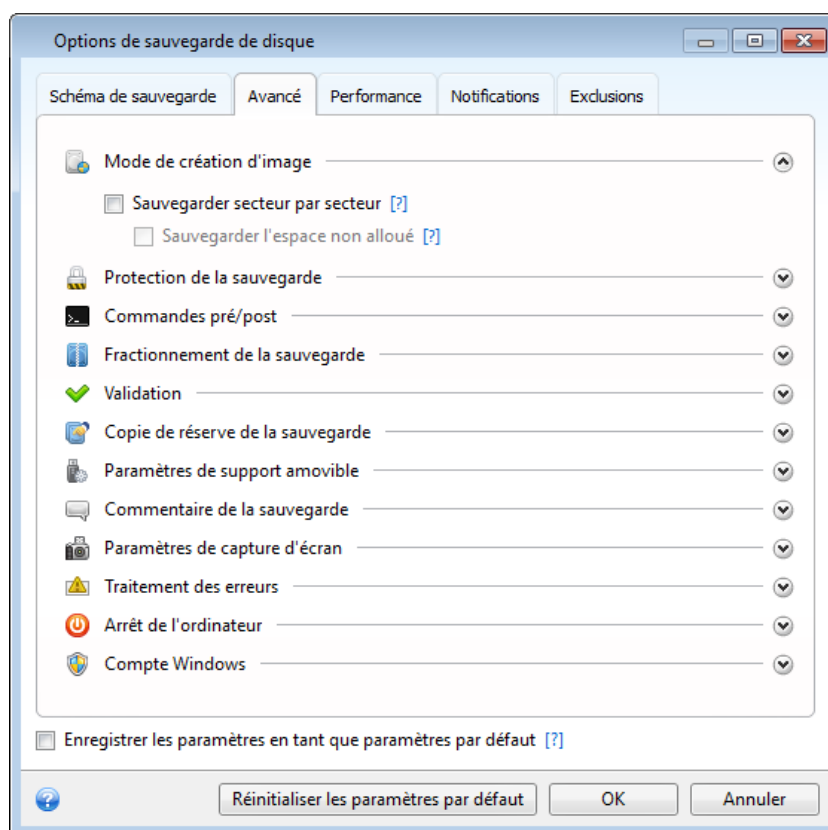 Options de sauvegarde de disque
Schéma de sauvegarde Avancé Performance Notifications Exclusions
Mode de création d'image
Sauvegarder secteur par secteur [?]
Sauvegarder l'espace non alloué [?]
Protection de la sauvegarde
Commandes pré/post
Fractionnement de la sauvegarde
Validation
Copie de réserve de la sauvegarde
Paramètres de support amovible
Commentaire de la sauvegarde
Paramètres de capture d'écran
Traitement des erreurs
Arrêt de l'ordinateur
Compte Windows
Enregistrer les paramètres en tant que paramètres par défaut [?]
Réinitialiser les paramètres par défaut OK Annuler